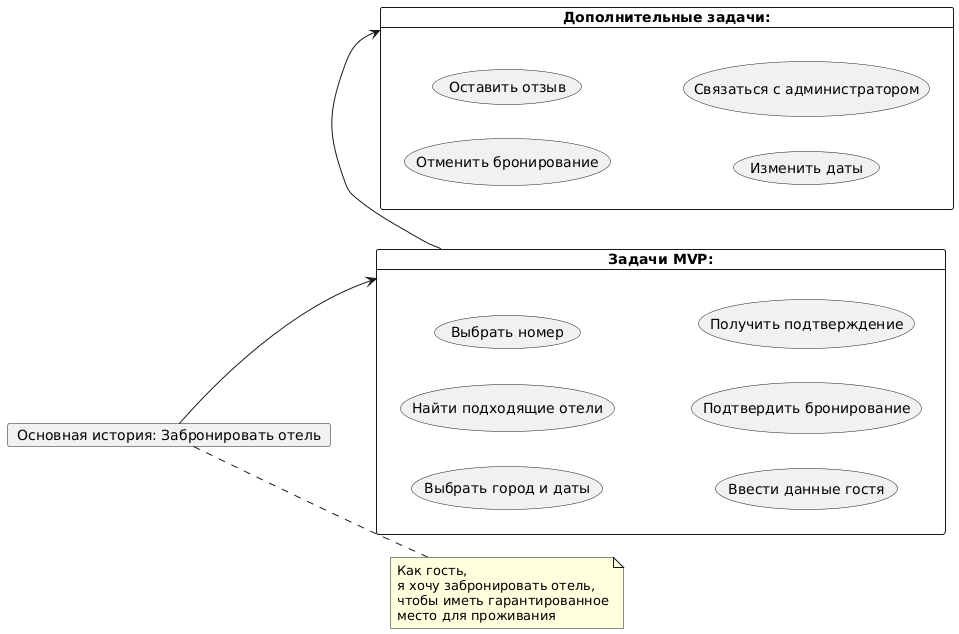 Дополнительные задачи:
Оставить отзыв
Связаться с администратором
Отменить бронирование
Изменить даты
Задачи MVP:
Выбрать номер
Получить подтверждение
Найти подходящие отели
Подтвердить бронирование
Основная история: Забронировать отель
Выбрать город и даты
Ввести данные гостя
Как гость,
я хочу забронировать отель,
чтобы иметь гарантированное
место для проживания